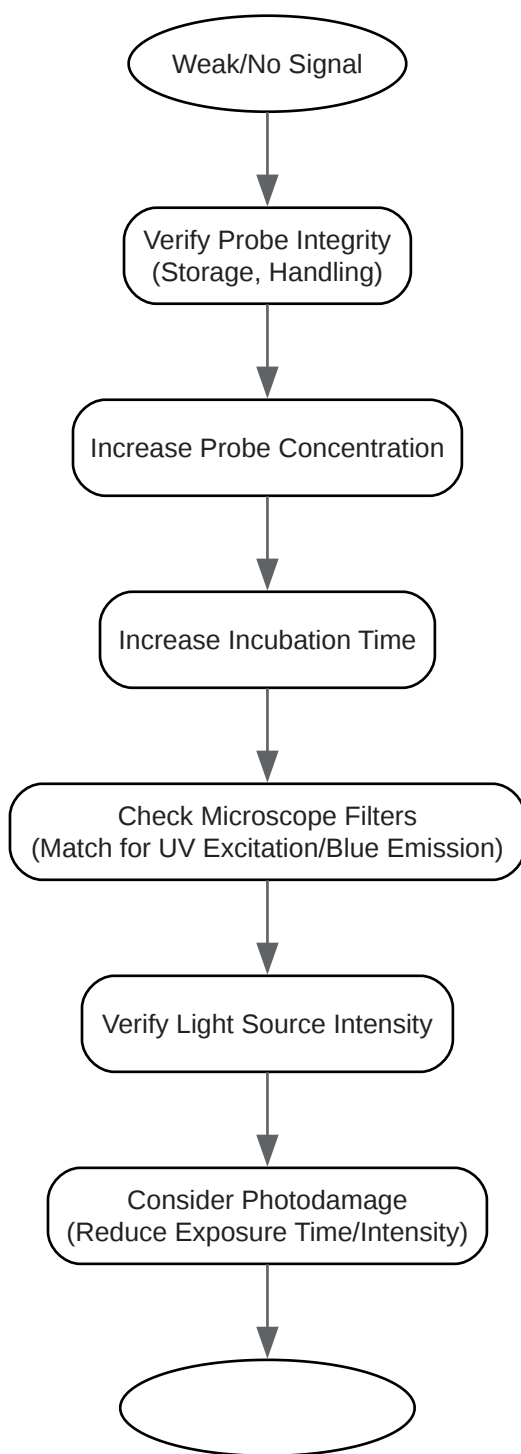 Weak/No Signal
Verify Probe Integrity
(Storage, Handling)
Increase Probe Concentration
Increase Incubation Time
Check Microscope Filters
(Match for UV Excitation/Blue Emission)
Verify Light Source Intensity
Consider Photodamage
(Reduce Exposure Time/Intensity)